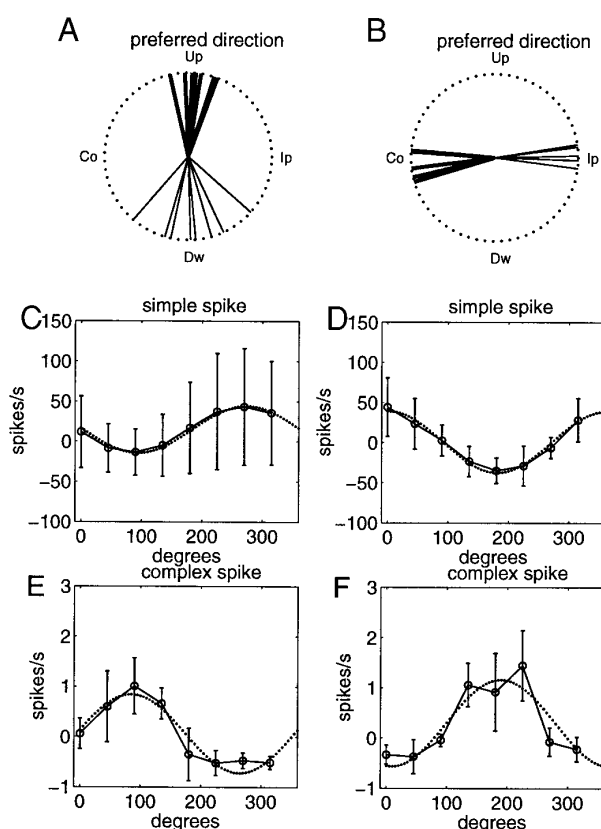 A
preferred direction
Up
Co
Ip
Dw
B
preferred direction
Up
Co
Ip
Dw
C
simple spike
150
100
50
0
−50
−100
spikes/s
0 100 200 300
degrees
D
simple spike
150
100
50
0
−50
−100
spikes/s
0 100 200 300
degrees
E
complex spike
3
2
1
0
−1
spikes/s
0 100 200 300
degrees
F
complex spike
3
2
1
0
−1
spikes/s
0 100 200 300
degrees